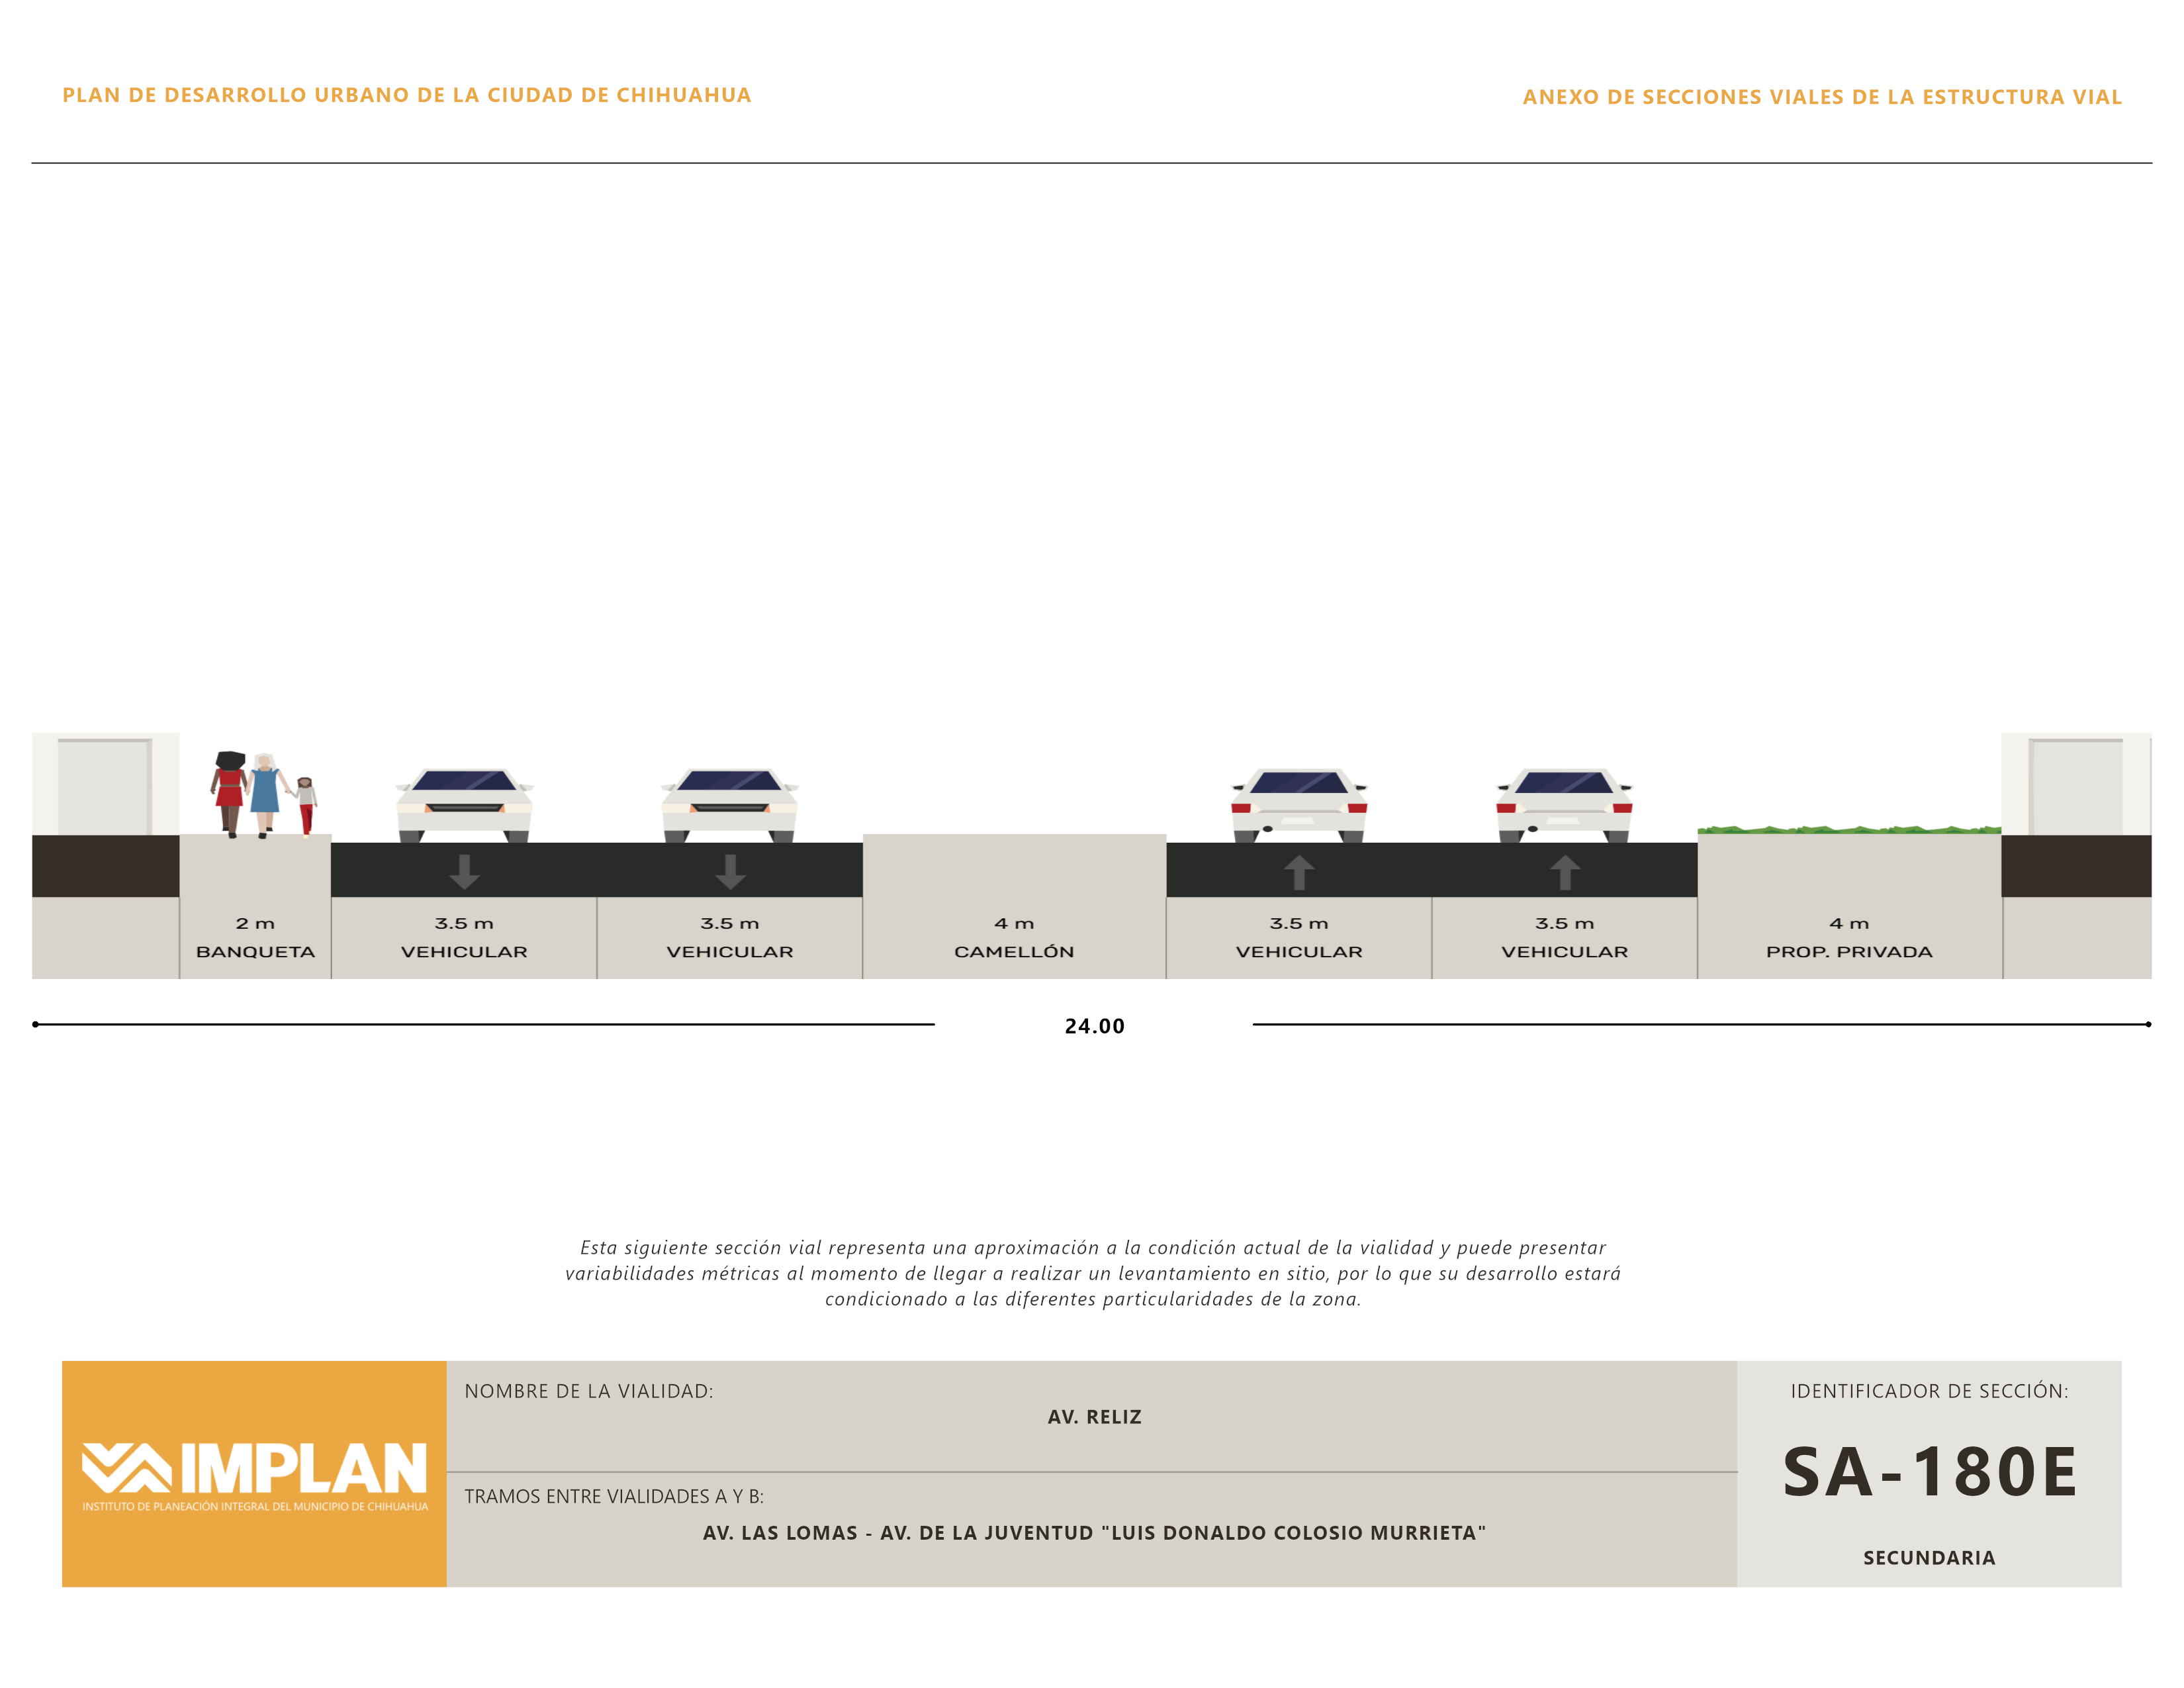 PLAN DE DESARROLLO URBANO DE LA CIUDAD DE CHIHUAHUA
ANEXO DE SECCIONES VIALES DE LA ESTRUCTURA VIAL
2 m
BANQUETA
3.5 m
VEHICULAR
3.5 m
VEHICULAR
4 m
CAMELLÓN
3.5 m
VEHICULAR
3.5 m
VEHICULAR
4 m
PROP. PRIVADA
24.00
Esta siguiente sección vial representa una aproximación a la condición actual de la vialidad y puede presentar
variabilidades métricas al momento de llegar a realizar un levantamiento en sitio, por lo que su desarrollo estará
condicionado a las diferentes particularidades de la zona.
IMPLAN
INSTITUTO DE PLANEACIÓN INTEGRAL DEL MUNICIPIO DE CHIHUAHUA
NOMBRE DE LA VIALIDAD:
AV. RELIZ
TRAMOS ENTRE VIALIDADES A Y B:
AV. LAS LOMAS - AV. DE LA JUVENTUD "LUIS DONALDO COLOSIO MURRIETA"
IDENTIFICADOR DE SECCIÓN:
SA-180E
SECUNDARIA